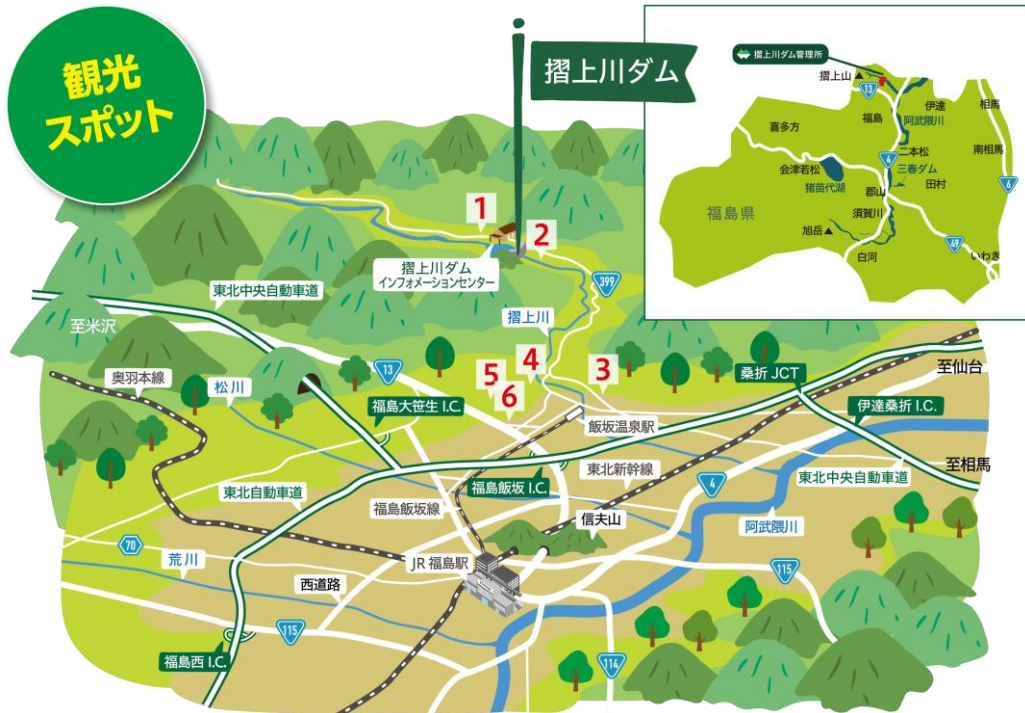 観光
スポット
摺上川ダム
摺上川ダム管理所
摺上山
13
福島
伊達
阿武隈川
相馬
喜多方
二本松
4
南相馬
会津若松
三春ダム
猪苗代湖
郡山
田村
6
福島県
須賀川
旭岳
49
白河
いわき
1
2
摺上川ダム
インフォメーションセンター
399
東北中央自動車道
摺上川
至米沢
奥羽本線
松川
13
5
4
3
6
桑折 JCT
至仙台
福島大笹生 I.C.
飯坂温泉駅
伊達桑折 I.C.
至相馬
東北自動車道
福島飯坂線
福島飯坂 I.C.
東北新幹線
4
東北中央自動車道
信夫山
阿武隈川
70
荒川
JR 福島駅
西道路
115
115
福島西 I.C.
114